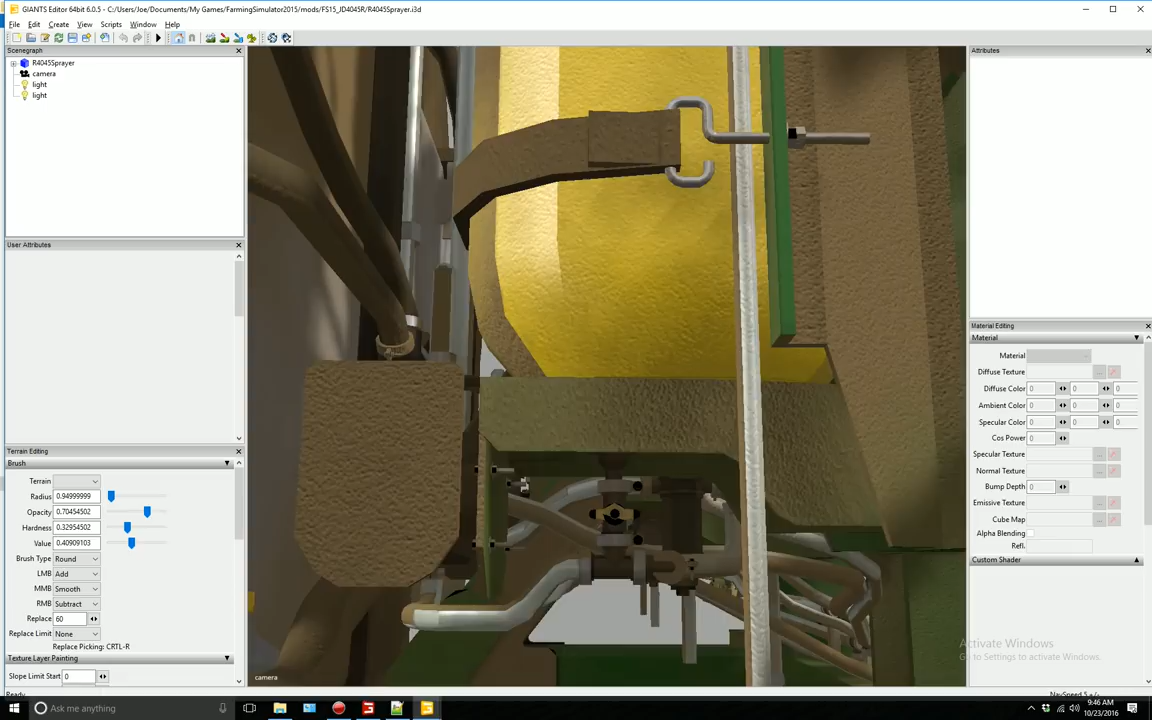 GIANTS Editor 64bit 6.0.5 - C:/Users/Joe/Documents/My Games/FarmingSimulator2015/mods/FS15_JD4045R/R4045Sprayer.i3d
File Edit Create View Scripts Window Help
Scenegraph
R4045Sprayer
camera
light
light
User Attributes
Terrain Editing
Brush
Terrain
Radius 0.94999999
Opacity 0.70454502
Hardness 0.32954502
Value 0.40909103
Brush Type Round
LMB Add
MMB Smooth
RMB Subtract
Replace 60
Replace Limit None
Replace Picking: CRTL-R
Texture Layer Painting
Slope Limit Start 0
Ready
camera
Attributes
Material Editing
Material
Material
Diffuse Texture ...
Diffuse Color 0 0 0
Ambient Color 0 0 0
Specular Color 0 0 0
Cos Power 0
Specular Texture ...
Normal Texture ...
Bump Depth 0
Emissive Texture ...
Cube Map ...
Alpha Blending
Refl.
Custom Shader
Activate Windows
Go to Settings to activate Windows.
NavSpeed 5 +/-
Ask me anything
9:46 AM
10/23/2016